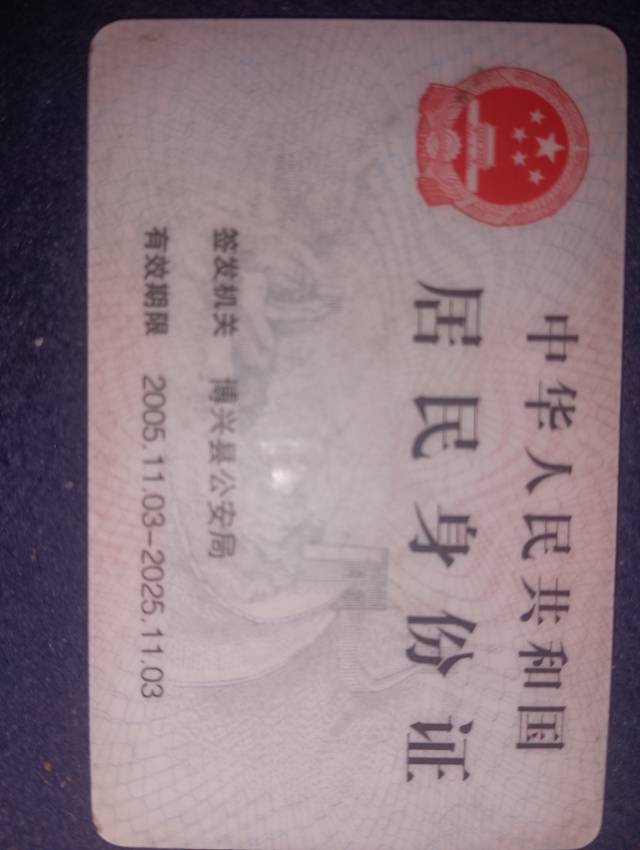 中华人民共和国
居民身份证
签发机关 博兴县公安局
有效期限 2005.11.03-2025.11.03